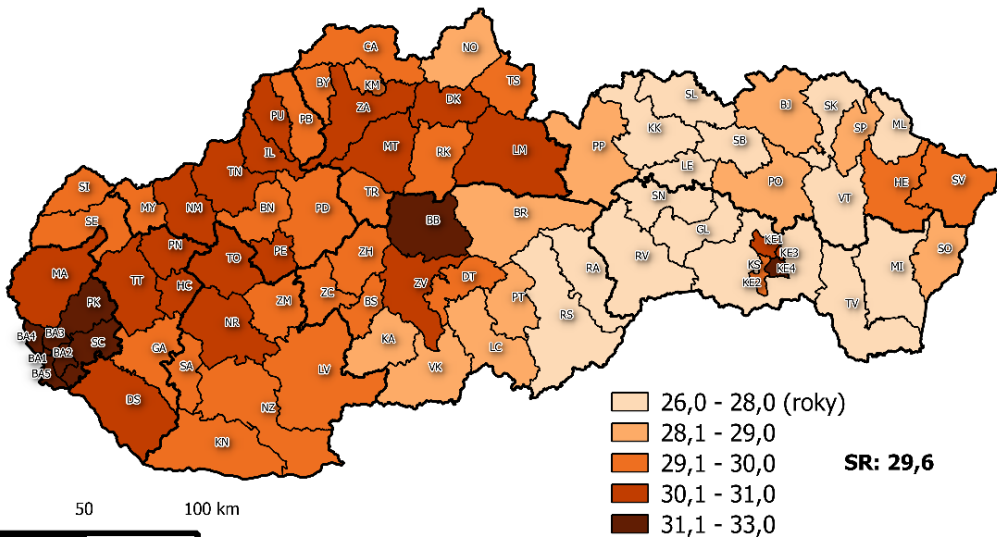 CA
NO
BY
KM
TS
PU
PB
ZA
DK
SL
BJ
SK
SP
ML
IL
MT
RK
LM
PP
KK
SB
TN
LE
PO
HE
SV
SI
MY
NM
BN
PD
TR
BB
BR
SN
VT
SE
GL
PN
TO
PE
ZH
KE1
SO
MA
TT
HC
ZV
DT
RA
RV
KS
KE3
KE4
MI
PK
ZM
ZC
BS
PT
KE2
TV
BA4
BA3
SC
NR
RS
BA1
BA2
GA
KA
LC
BA5
SA
LV
VK
DS
NZ
KN
26,0 - 28,0 (roky)
28,1 - 29,0
29,1 - 30,0
SR: 29,6
30,1 - 31,0
31,1 - 33,0
50
100 km